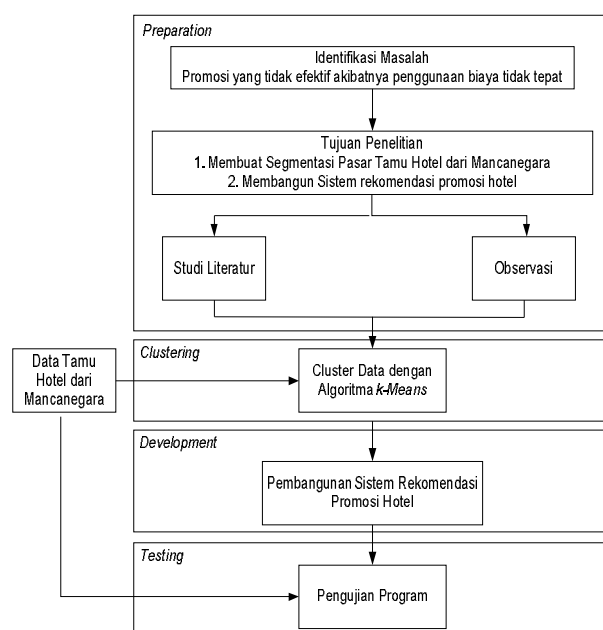 Preparation
Identifikasi Masalah
Promosi yang tidak efektif akibatnya penggunaan biaya tidak tepat
Tujuan Penelitian
1. Membuat Segmentasi Pasar Tamu Hotel dari Mancanegara
2. Membangun Sistem rekomendasi promosi hotel
Studi Literatur
Observasi
Clustering
Data Tamu
Hotel dari
Mancanegara
Cluster Data dengan
Algoritma k-Means
Development
Pembangunan Sistem Rekomendasi
Promosi Hotel
Testing
Pengujian Program